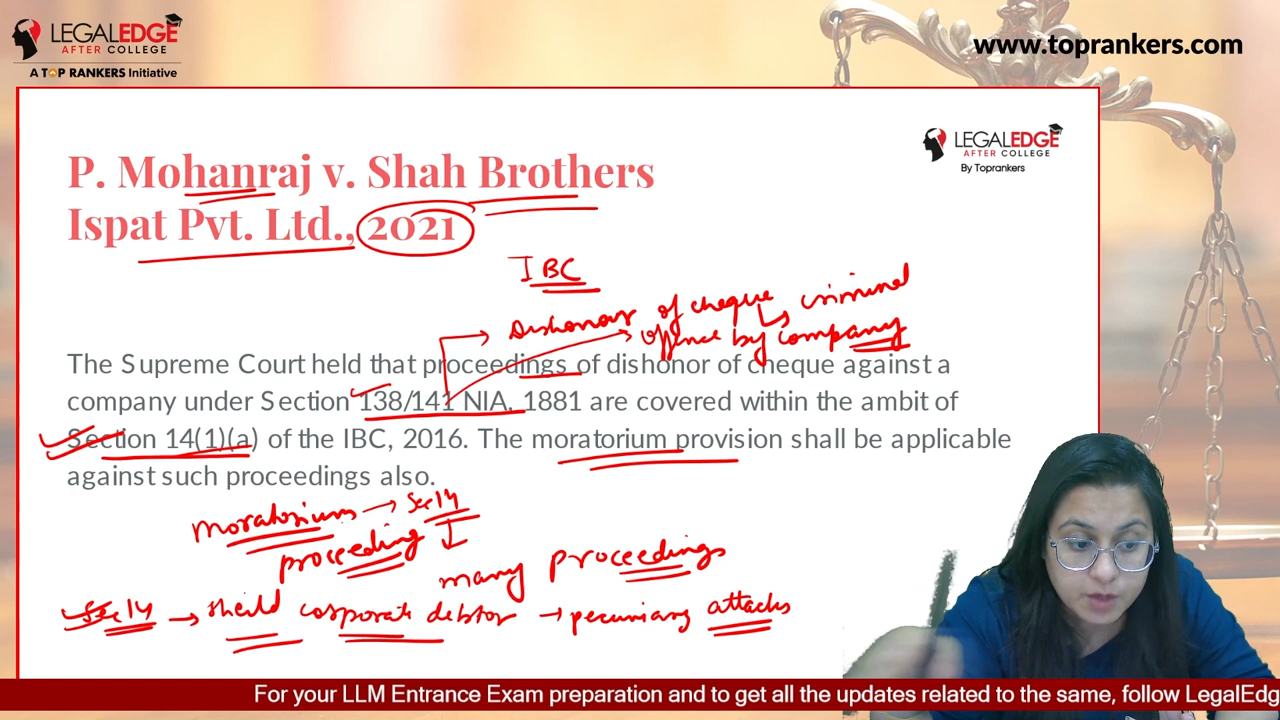 LEGALEDGE
AFTER COLLEGE
A TOP RANKERS Initiative
www.toprankers.com
LEGALEDGE
AFTER COLLEGE
By Toprankers
P. Mohanraj v. Shah Brothers
Ispat Pvt. Ltd., 2021
IBC
Dishonour of cheque criminal
offence by company
The Supreme Court held that proceedings of dishonor of cheque against a
company under Section 138/141 NIA, 1881 are covered within the ambit of
Section 14(1)(a) of the IBC, 2016. The moratorium provision shall be applicable
against such proceedings also.
Moratorium → Sec 14
proceeding
many proceedings
Sec 14 → sheild corporate debtor → pecuniary attacks
For your LLM Entrance Exam preparation and to get all the updates related to the same, follow LegalEdg